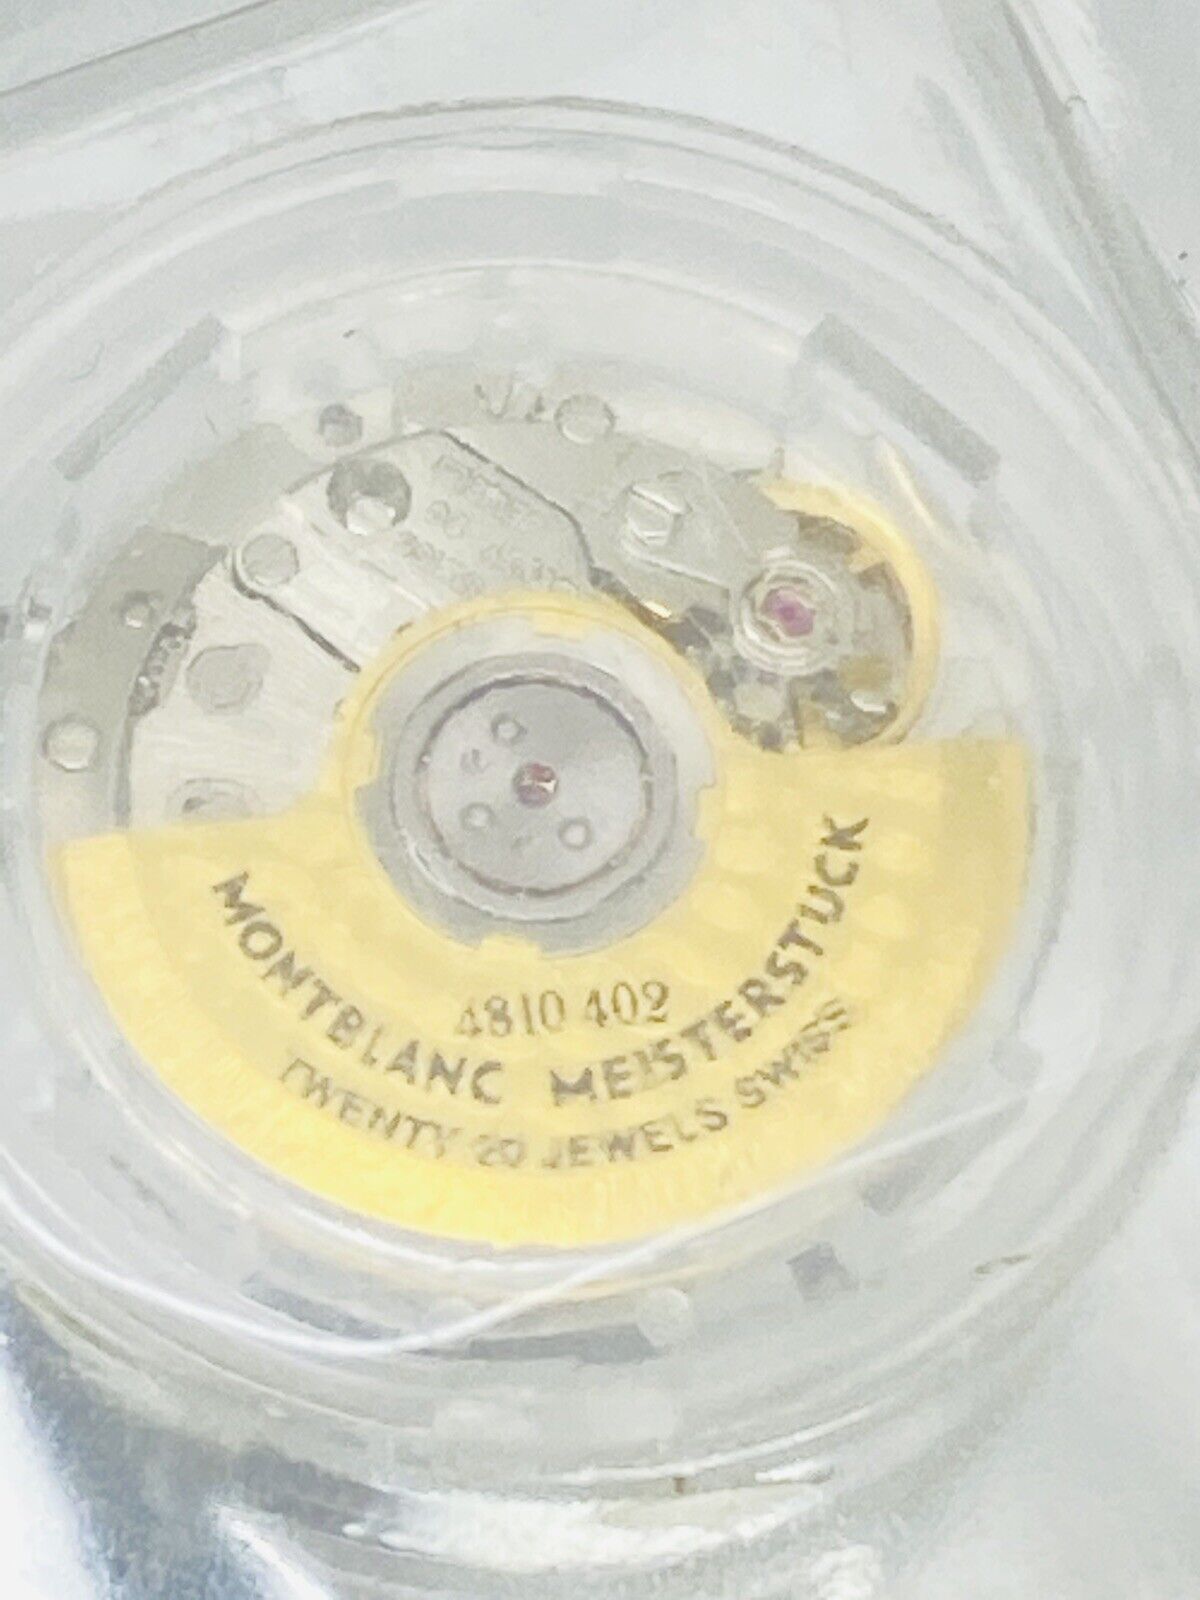 4810 402
MONTBLANC MEISTERSTUCK
TWENTY 20 JEWELS SWISS